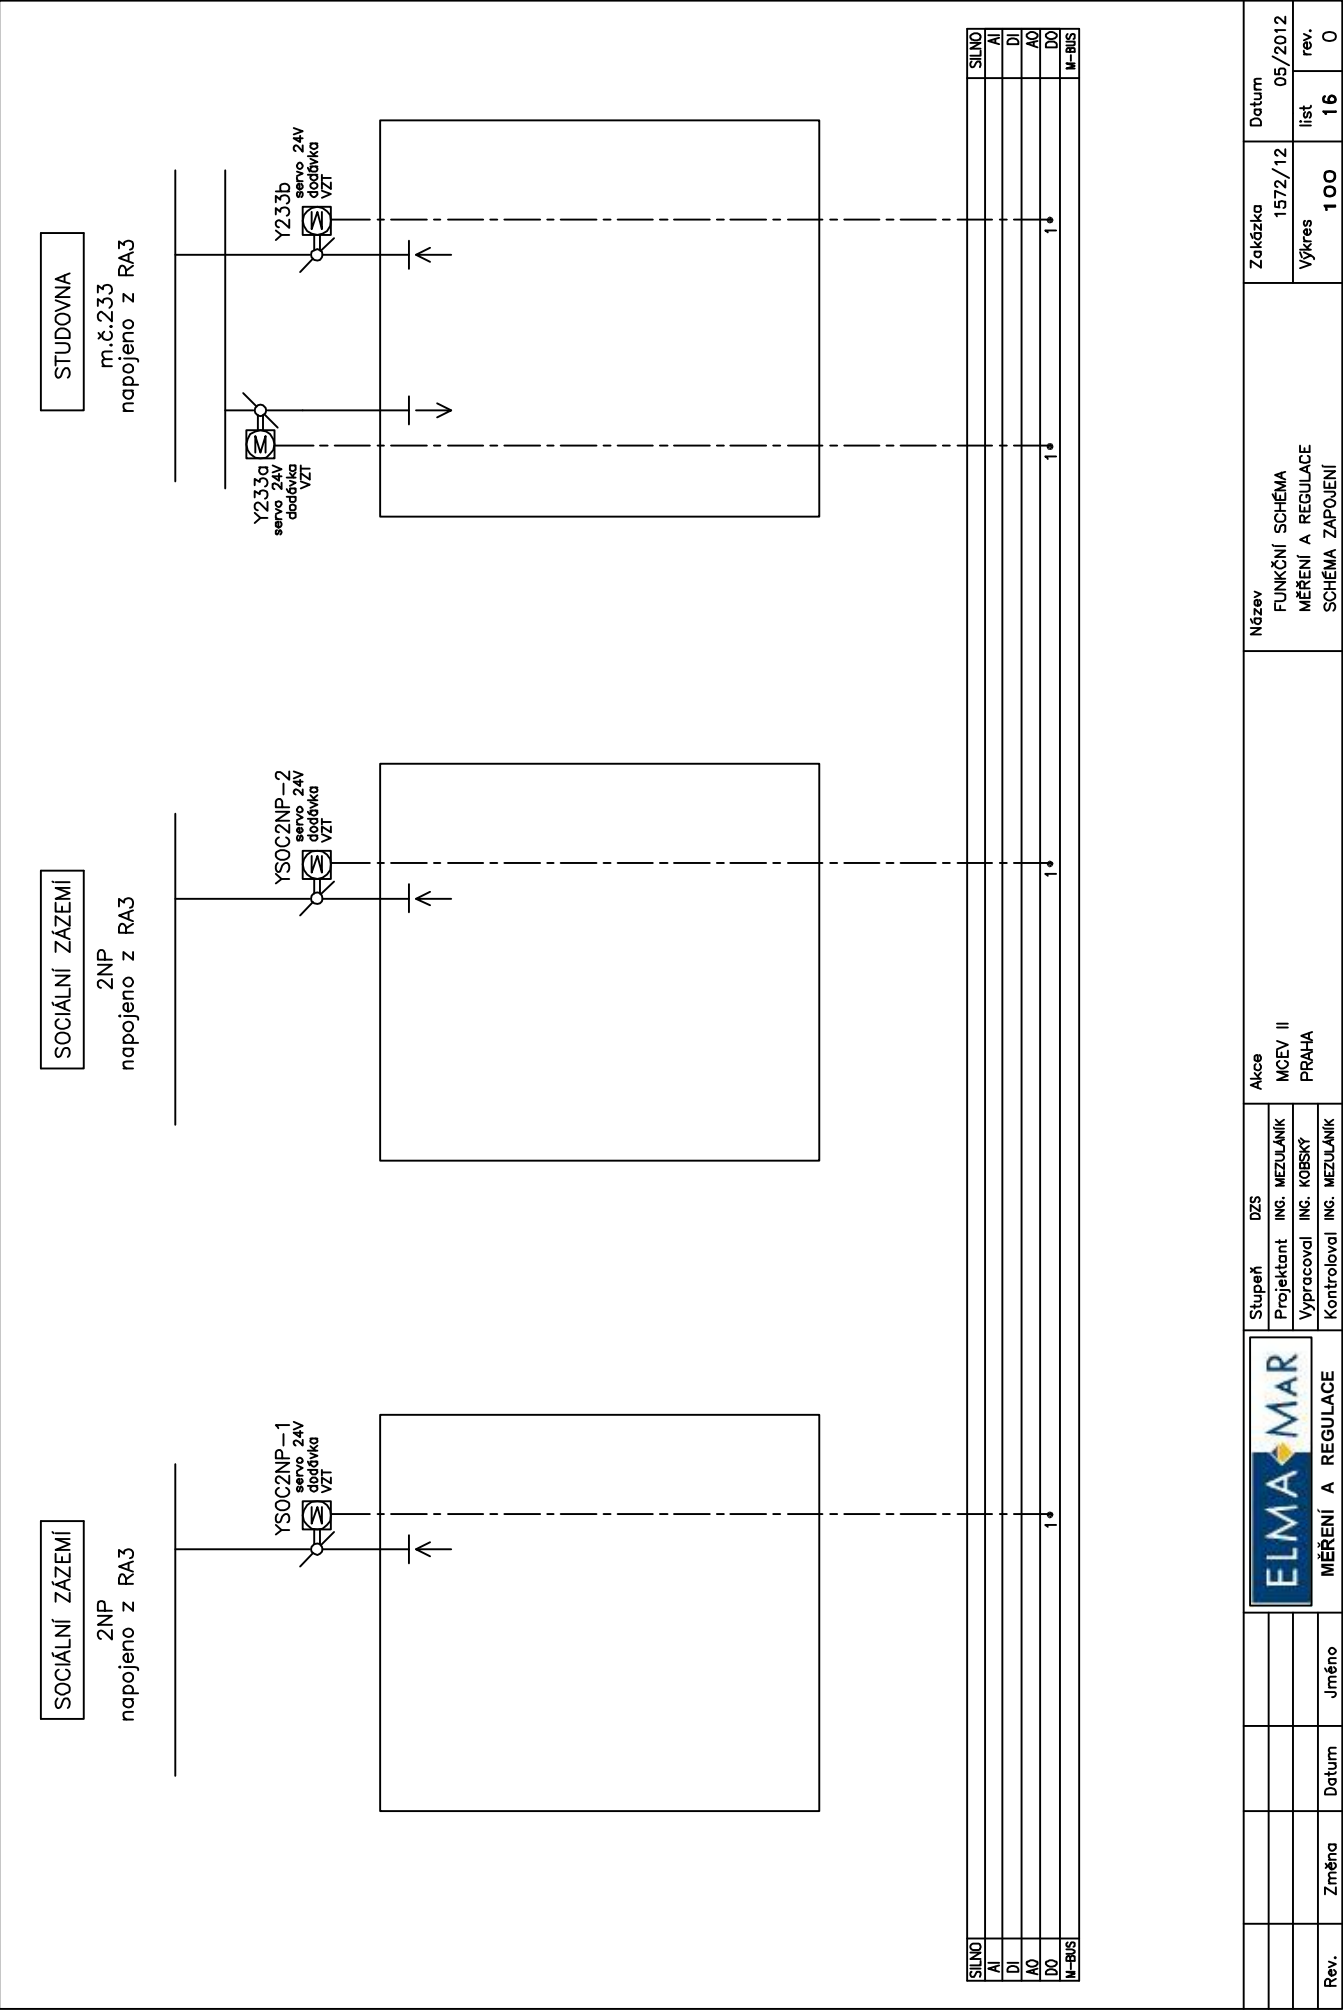 SOCIÁLNÍ ZÁZEMÍ
2NP
napojeno z RA3
YSOC2NP-1
servo 24V
dodávka
VZT
1
SOCIÁLNÍ ZÁZEMÍ
2NP
napojeno z RA3
YSOC2NP-2
servo 24V
dodávka
VZT
1
STUDOVNA
m.č.233
napojeno z RA3
Y233a
servo 24V
dodávka
VZT
M
1
Y233b
servo 24V
dodávka
VZT
1
SILNO SILNO
AI AI
DI DI
AO AO
DO DO
M-BUS M-BUS
Rev. Změna Datum Jméno
ELMA MAR
MĚŘENÍ A REGULACE
Stupeň DZS
Projektant ING. MEZULÁNÍK
Vypracoval ING. KOBSKÝ
Kontroloval ING. MEZULÁNÍK
Akce
MCEV II
PRAHA
Název
FUNKČNÍ SCHÉMA
MĚŘENÍ A REGULACE
SCHÉMA ZAPOJENÍ
Zakázka
1572/12
Datum
05/2012
Výkres
100
list
16
rev.
0